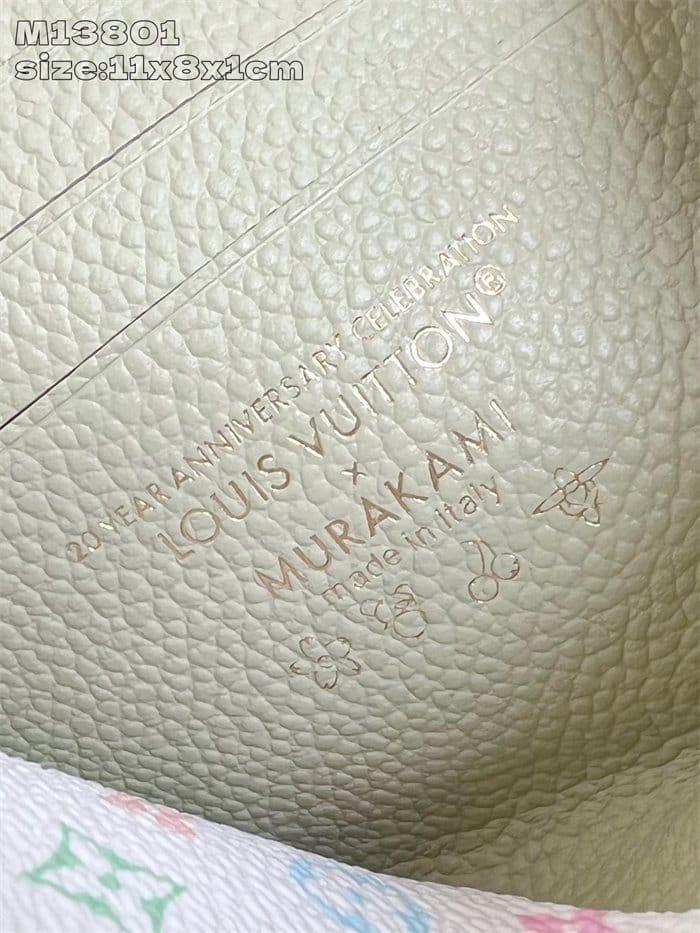 M13801
size:11x8x1cm
20 YEAR ANNIVERSARY CELEBRATION
LOUIS VUITTON®
×
MURAKAMI
made in italy